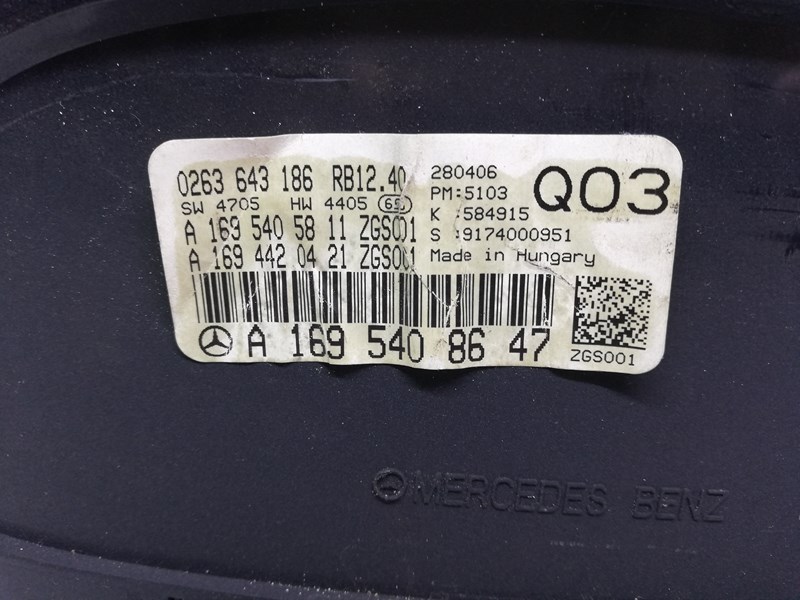 0263 643 186 RB12.40
SW 4705 HW 4405 65
A 169 540 58 11 ZGS001
A 169 442 04 21 ZGS001
280406
PM:5103
K :584915
S :9174000951
Made in Hungary
Q03
A 169 540 86 47
ZGS001
MERCEDES BENZ